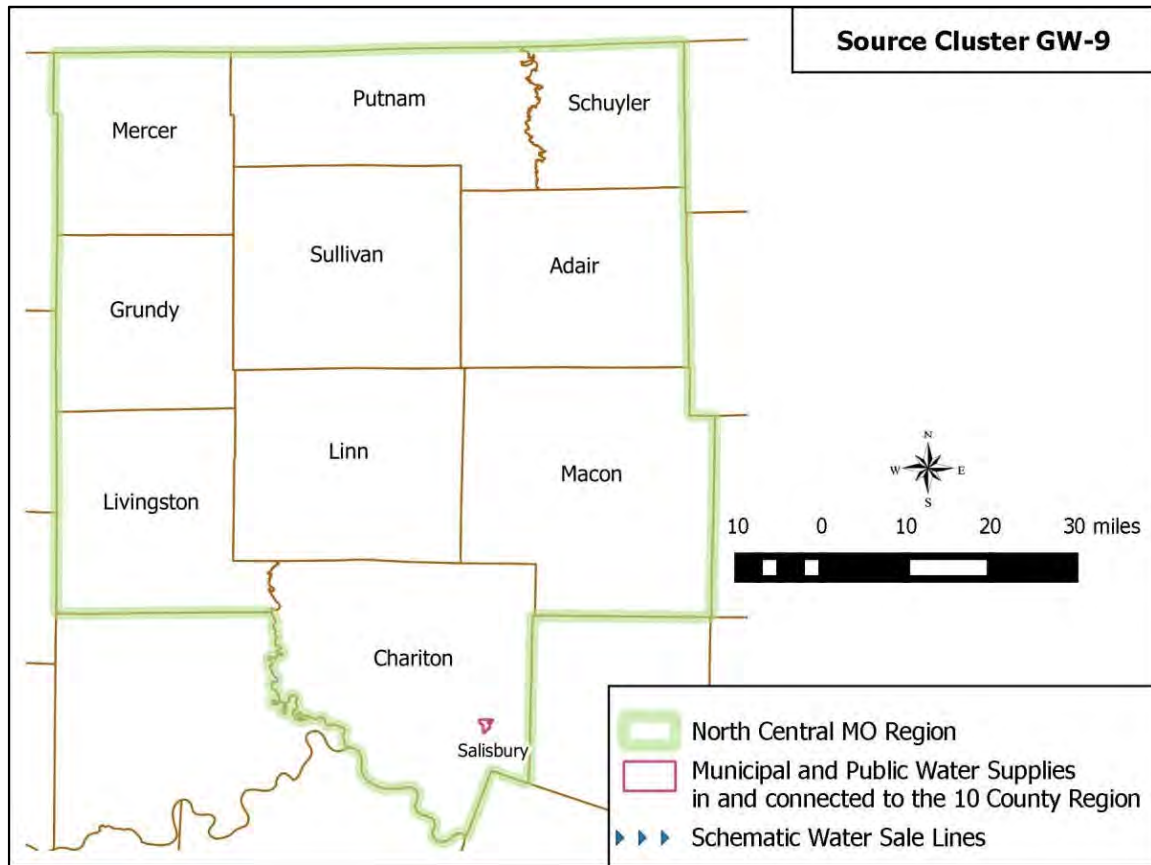 Source Cluster GW-9
Putnam
Schuyler
Mercer
Sullivan
Adair
Grundy
Linn
Macon
Livingston
N
W E
S
10 0 10 20 30 miles
Chariton
Salisbury
North Central MO Region
Municipal and Public Water Supplies
in and connected to the 10 County Region
Schematic Water Sale Lines